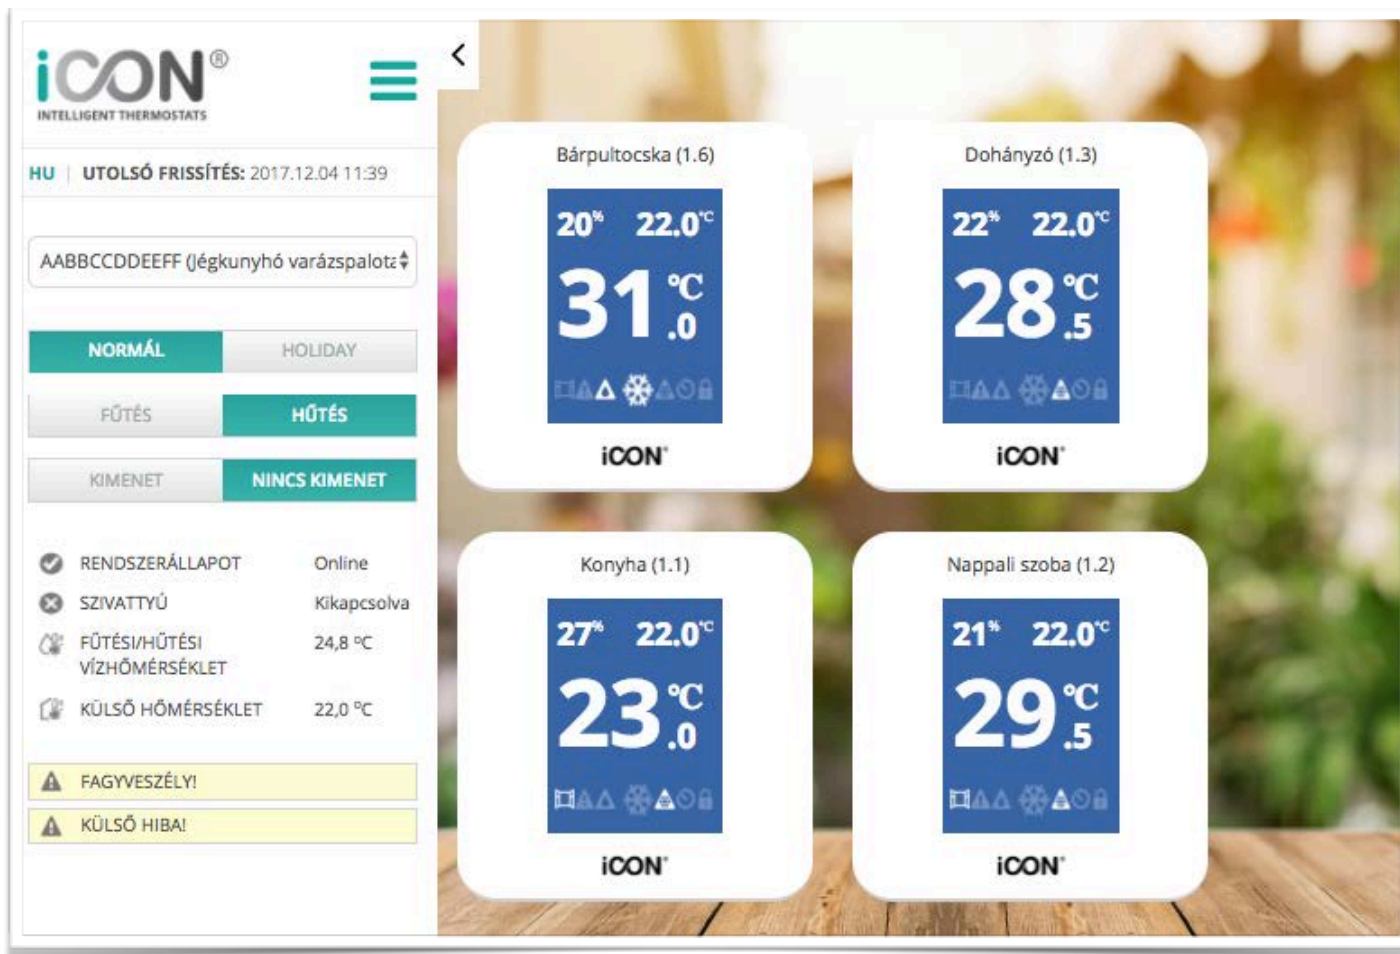 iCON®
INTELLIGENT THERMOSTATS
HU | UTOLSÓ FRISSÍTÉS: 2017.12.04 11:39
AABBCCDDEEFF (Jégkunyhó varázspalota
NORMÁL HOLIDAY
FŰTÉS HŰTÉS
KIMENET NINCS KIMENET
RENDSZERÁLLAPOT Online
SZIVATTYÚ Kikapcsolva
FŰTÉSI/HŰTÉSI 24,8 ºC
VÍZHŐMÉRSÉKLET
KÜLSŐ HŐMÉRSÉKLET 22,0 ºC
FAGYVESZÉLY!
KÜLSŐ HIBA!
Bárpultocska (1.6)
20% 22.0°C
31.0 °C
iCON®
Dohányzó (1.3)
22% 22.0°C
28.5 °C
iCON®
Konyha (1.1)
27% 22.0°C
23.0 °C
iCON®
Nappali szoba (1.2)
21% 22.0°C
29.5 °C
iCON®